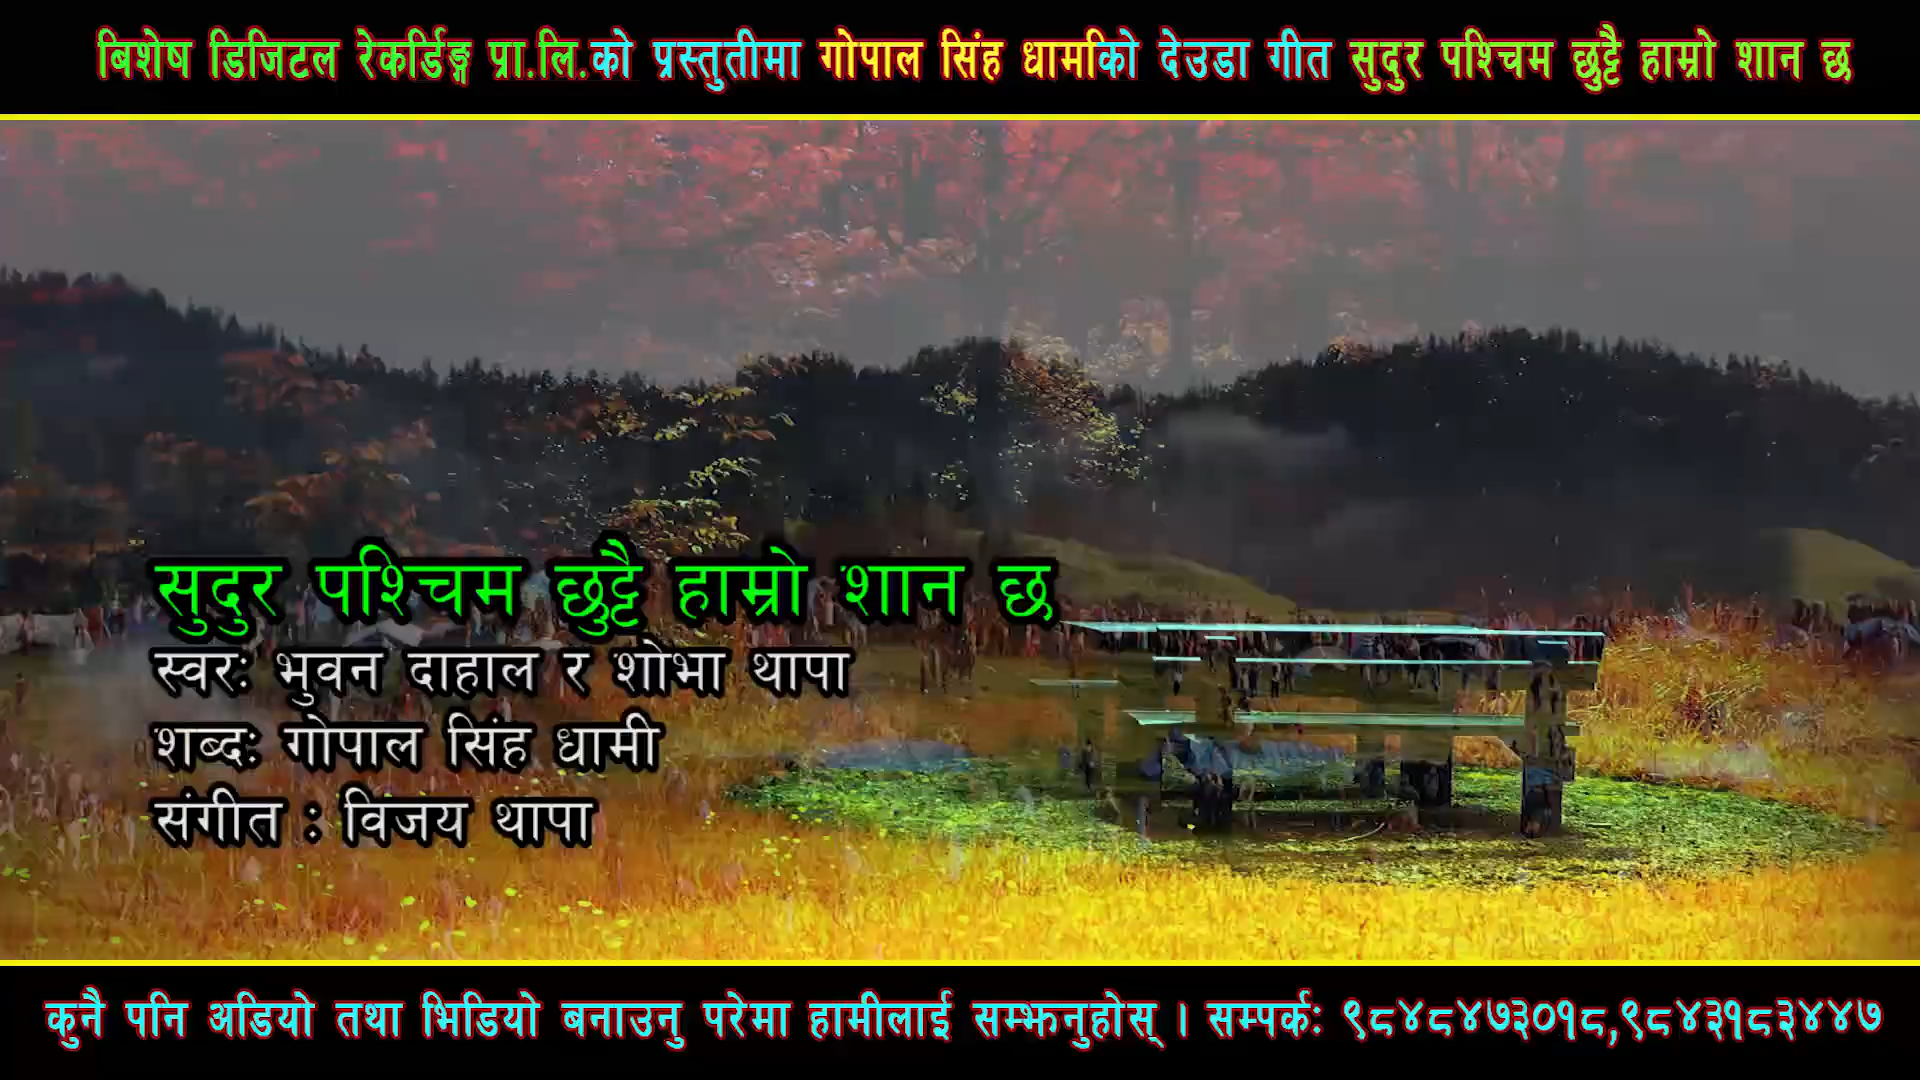 बिशेष डिजिटल रेकर्डिङ्ग प्रा.लि.को प्रस्तुतीमा गोपाल सिंह धामीको देउडा गीत सुदुर पश्चिम छुट्टै हाम्रो शान छ
सुदुर पश्चिम छुट्टै हाम्रो शान छ
स्वरः भुवन दाहाल र शोभा थापा
शब्दः गोपाल सिंह धामी
संगीत : विजय थापा
कुनै पनि अडियो तथा भिडियो बनाउनु परेमा हामीलाई सम्झनुहोस् । सम्पर्कः ९८४८४७३०१८,९८४३१८३४४७